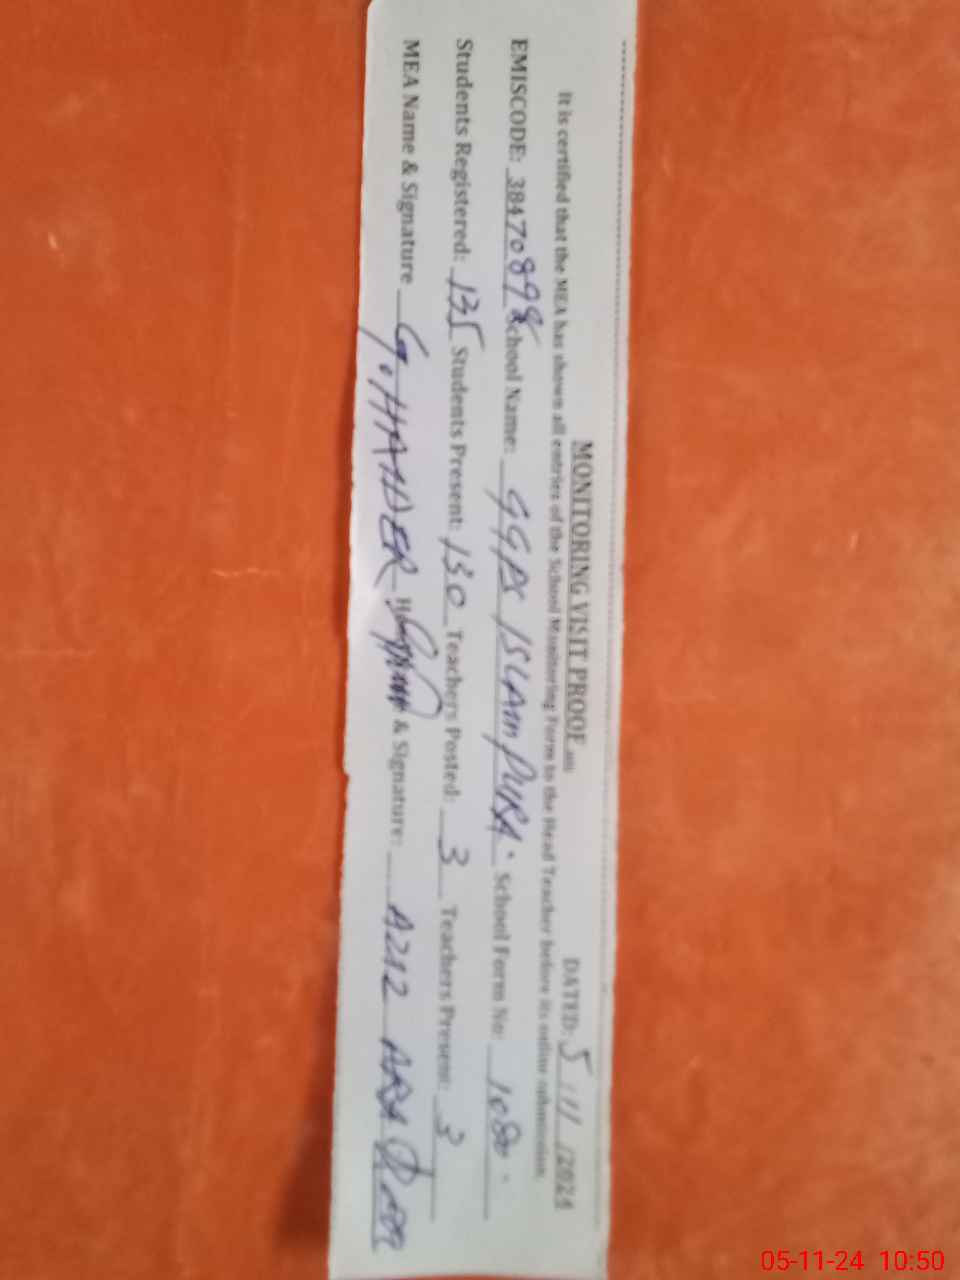 MONITORING VISIT PROOF DATED: 5/11/2024
It is certified that the MEA has shown all entries of the School Monitoring Form to the Head Teacher before its online submission.
EMISCODE: 38470898 School Name: GGPS ISLAMPURA. School Form No: 1080.
Students Registered: 135 Students Present: 130 Teachers Posted: 3 Teachers Present: 3
MEA Name & Signature G. HAIDER & Signature:
05-11-24 10:50